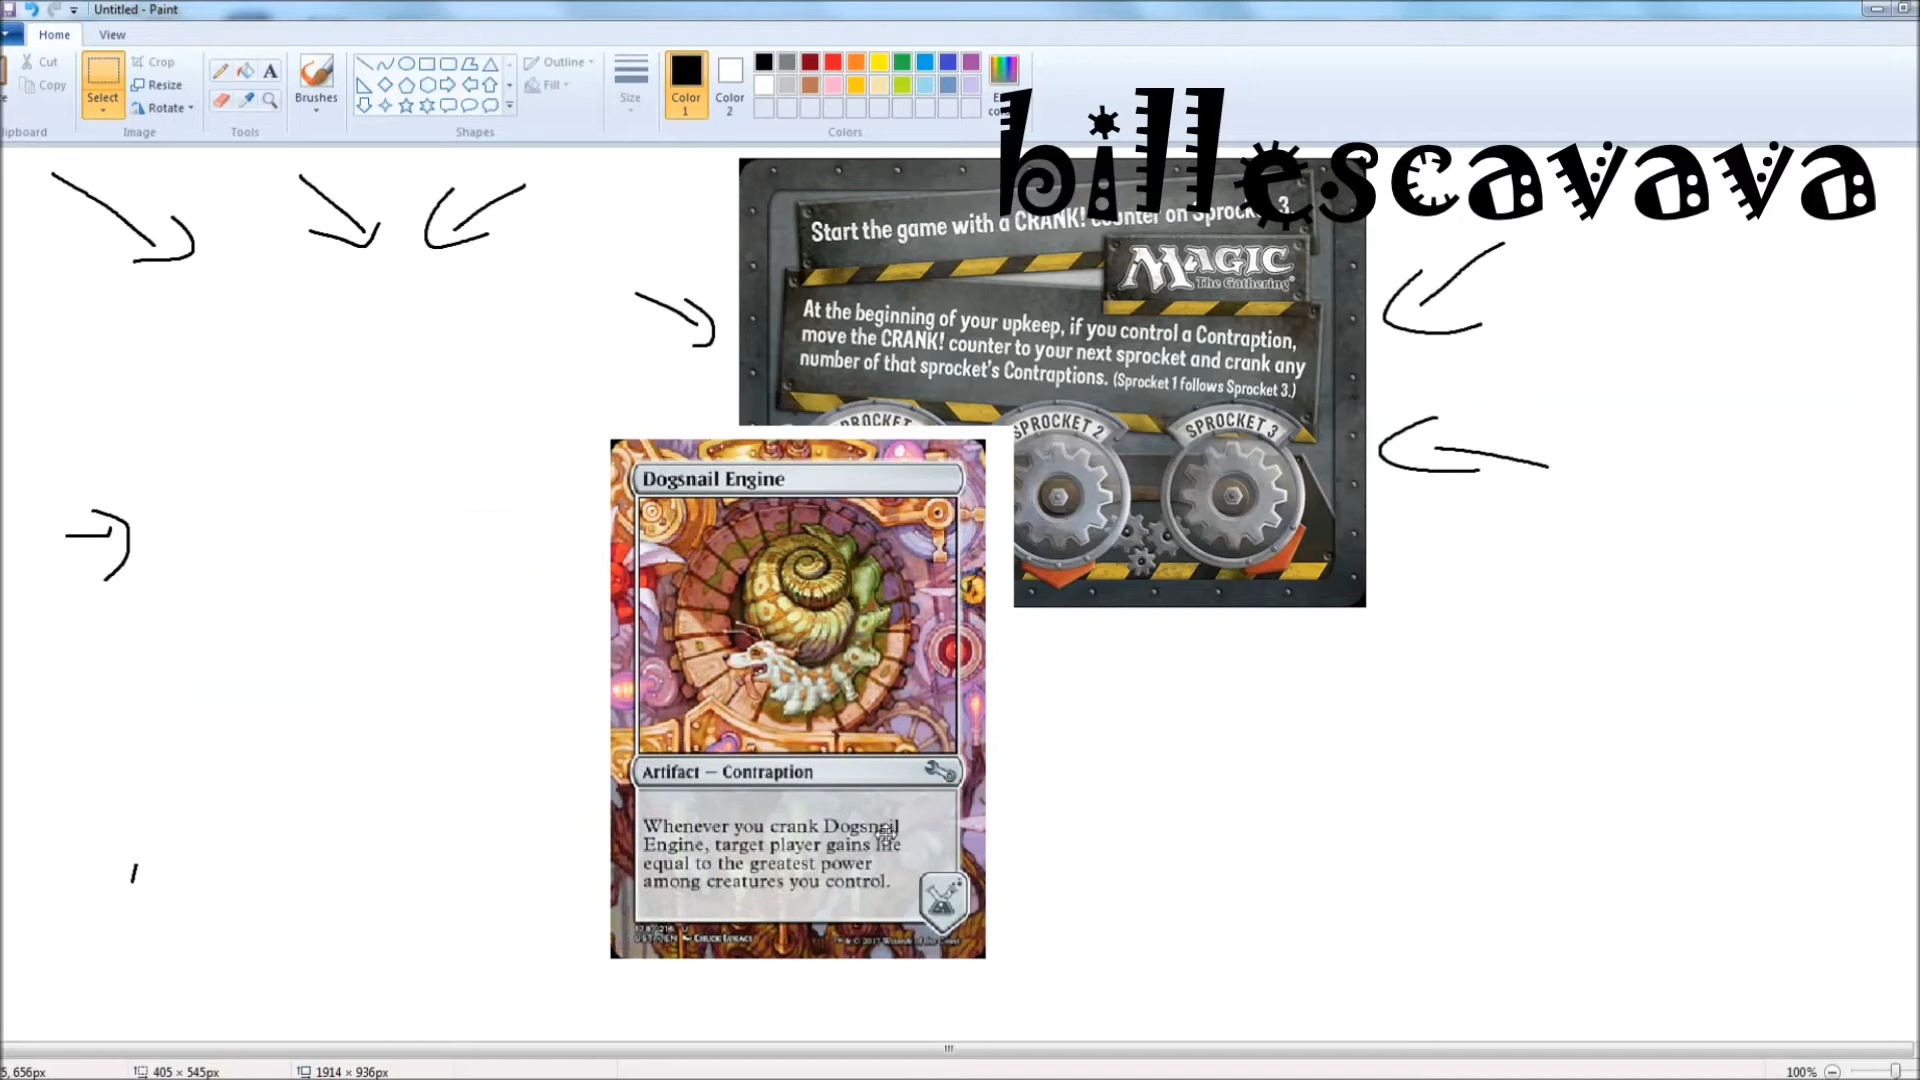 Untitled - Paint
Home
View
Cut
Copy
lipboard
Select
Crop
Resize
Rotate
Image
A
Tools
Brushes
Shapes
Outline
Fill
Size
Color 1
Color 2
Colors
billescavava
Start the game with a CRANK! counter on Sprocket 3.
MAGIC
The Gathering
At the beginning of your upkeep, if you control a Contraption,
move the CRANK! counter to your next sprocket and crank any
number of that sprocket's Contraptions. (Sprocket 1 follows Sprocket 3.)
SPROCKET
SPROCKET 2
SPROCKET 3
Dogsnail Engine
Artifact — Contraption
Whenever you crank Dogsnail
Engine, target player gains life
equal to the greatest power
among creatures you control.
5, 656px
405 × 545px
1914 × 936px
100%